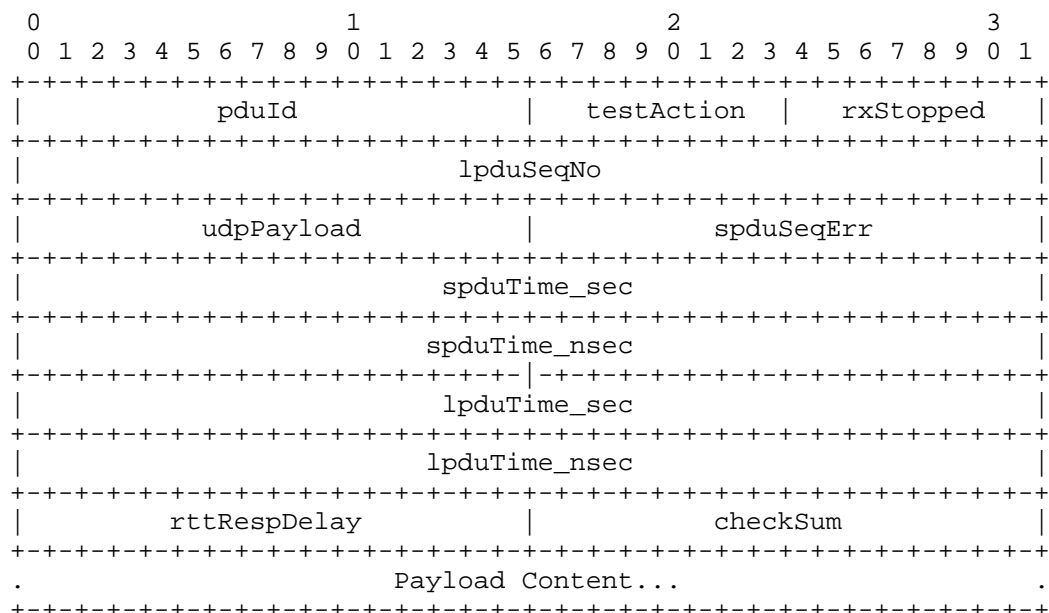 0                   1                   2                   3
 0 1 2 3 4 5 6 7 8 9 0 1 2 3 4 5 6 7 8 9 0 1 2 3 4 5 6 7 8 9 0 1
+-+-+-+-+-+-+-+-+-+-+-+-+-+-+-+-+-+-+-+-+-+-+-+-+-+-+-+-+-+-+-+-+
|            pduId              |   testAction  |   rxStopped   |
+-+-+-+-+-+-+-+-+-+-+-+-+-+-+-+-+-+-+-+-+-+-+-+-+-+-+-+-+-+-+-+-+
|                           lpduSeqNo                           |
+-+-+-+-+-+-+-+-+-+-+-+-+-+-+-+-+-+-+-+-+-+-+-+-+-+-+-+-+-+-+-+-+
|           udpPayload          |           spduSeqErr          |
+-+-+-+-+-+-+-+-+-+-+-+-+-+-+-+-+-+-+-+-+-+-+-+-+-+-+-+-+-+-+-+-+
|                          spduTime_sec                         |
+-+-+-+-+-+-+-+-+-+-+-+-+-+-+-+-+-+-+-+-+-+-+-+-+-+-+-+-+-+-+-+-+
|                         spduTime_nsec                         |
+-+-+-+-+-+-+-+-+-+-+-+-+-+-+-+-|-+-+-+-+-+-+-+-+-+-+-+-+-+-+-+-+
|                          lpduTime_sec                         |
+-+-+-+-+-+-+-+-+-+-+-+-+-+-+-+-+-+-+-+-+-+-+-+-+-+-+-+-+-+-+-+-+
|                         lpduTime_nsec                         |
+-+-+-+-+-+-+-+-+-+-+-+-+-+-+-+-+-+-+-+-+-+-+-+-+-+-+-+-+-+-+-+-+
|         rttRespDelay          |           checkSum            |
+-+-+-+-+-+-+-+-+-+-+-+-+-+-+-+-+-+-+-+-+-+-+-+-+-+-+-+-+-+-+-+-+
.                       Payload Content...                      .
+-+-+-+-+-+-+-+-+-+-+-+-+-+-+-+-+-+-+-+-+-+-+-+-+-+-+-+-+-+-+-+-+